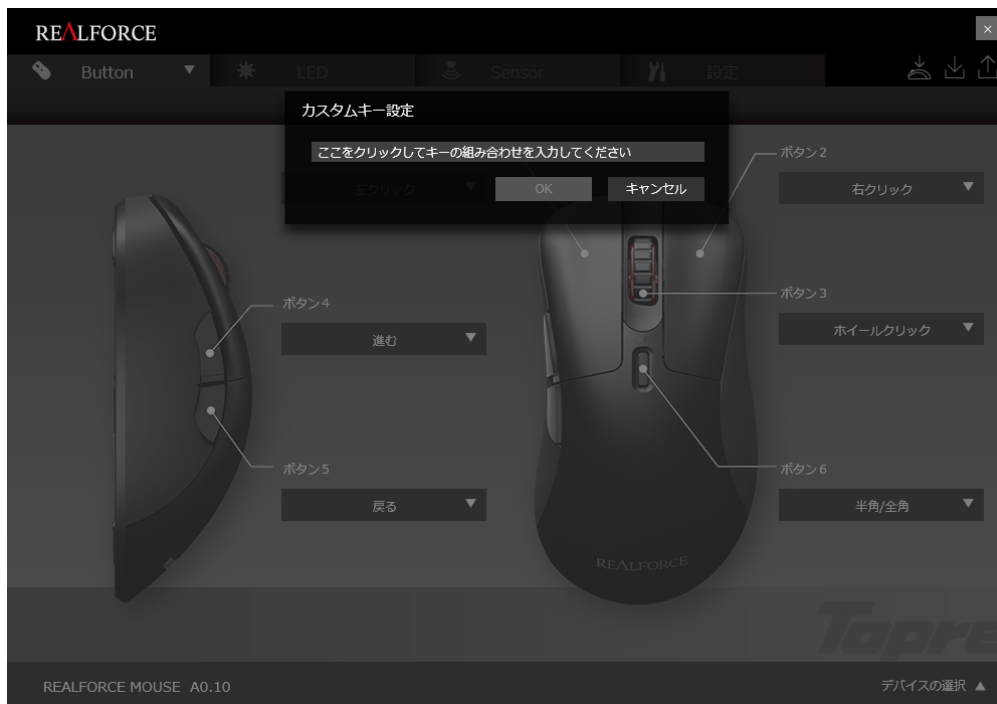 REALFORCE
×
Button ▼
LED
Sensor
設定
カスタムキー設定
ここをクリックしてキーの組み合わせを入力してください
左クリック ▼
OK
キャンセル
ボタン2
右クリック ▼
ボタン4
進む ▼
ボタン3
ホイールクリック ▼
ボタン5
戻る ▼
ボタン6
半角/全角 ▼
REALFORCE
Topre
REALFORCE MOUSE A0.10
デバイスの選択 ▲